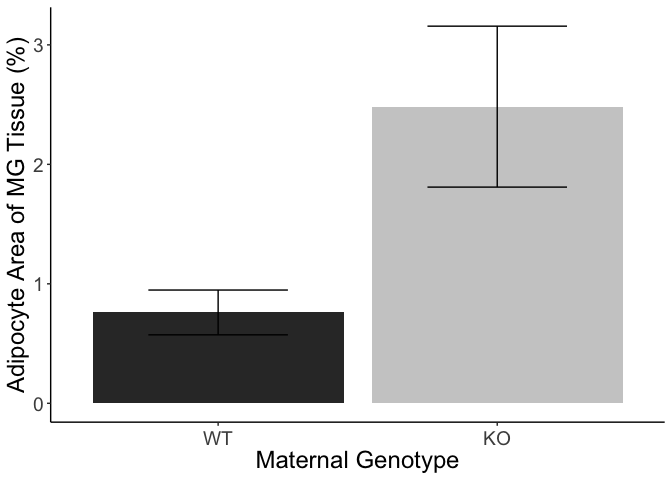 Adipocyte Area of MG Tissue (%)
3
2
1
0
WT KO
Maternal Genotype